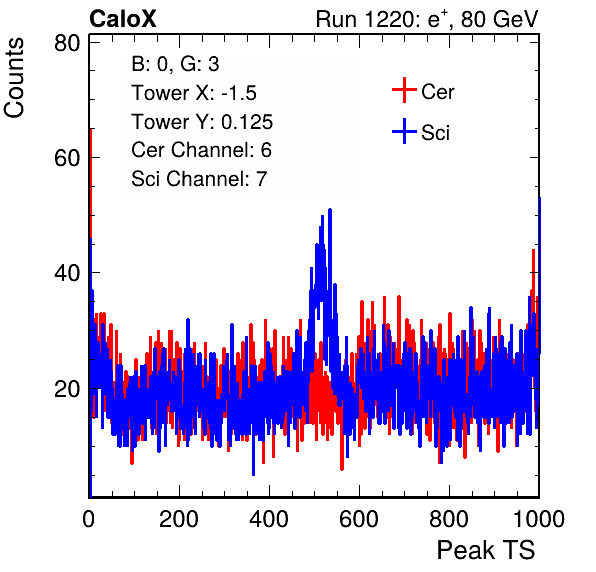 CaloX
Run 1220: e+, 80 GeV
Counts
80
60
40
20
B: 0, G: 3
Tower X: -1.5
Tower Y: 0.125
Cer Channel: 6
Sci Channel: 7
Cer
Sci
0 200 400 600 800 1000
Peak TS